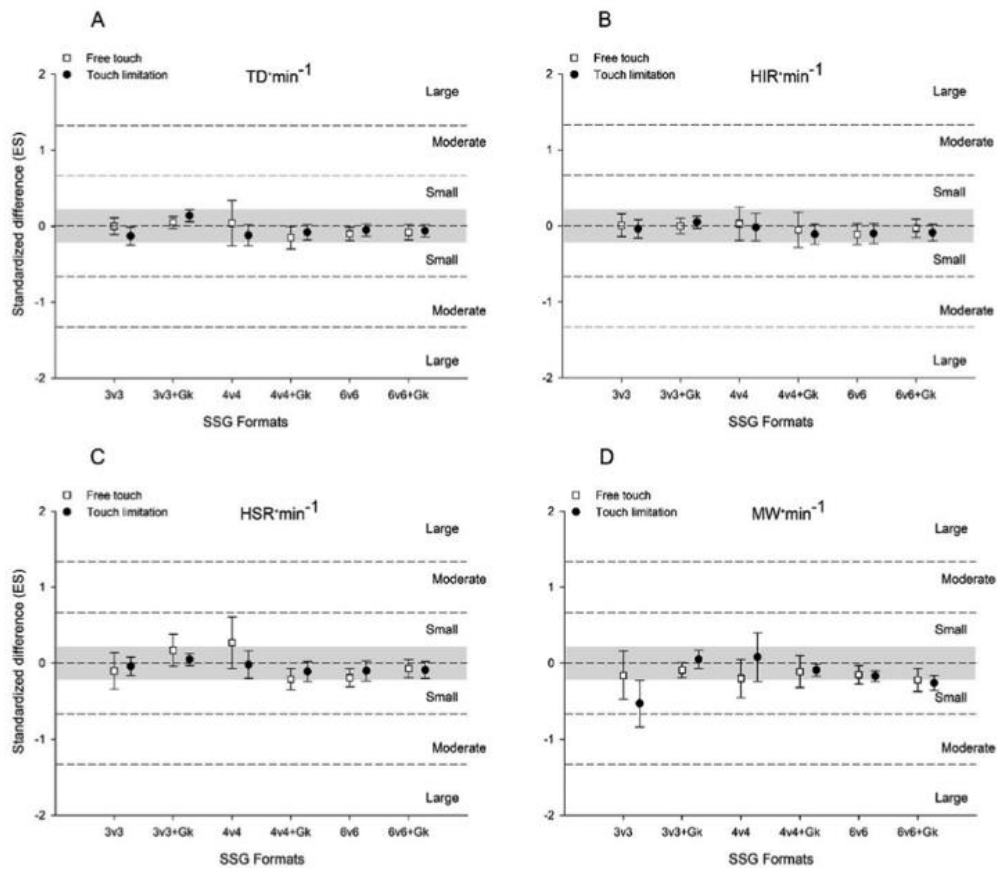 A
Free touch
Touch limitation
TD·min-1
2
1
0
-1
-2
Standardized difference (ES)
Large
Moderate
Small
Small
Moderate
Large
3v3 3v3+Gk 4v4 4v4+Gk 6v6 6v6+Gk
SSG Formats
B
Free touch
Touch limitation
HIR·min-1
2
1
0
-1
-2
Large
Moderate
Small
Small
Moderate
Large
3v3 3v3+Gk 4v4 4v4+Gk 6v6 6v6+Gk
SSG Formats
C
Free touch
Touch limitation
HSR·min-1
2
1
0
-1
-2
Standardized difference (ES)
Large
Moderate
Small
Small
Moderate
Large
3v3 3v3+Gk 4v4 4v4+Gk 6v6 6v6+Gk
SSG Formats
D
Free touch
Touch limitation
MW·min-1
2
1
0
-1
-2
Large
Moderate
Small
Small
Moderate
Large
3v3 3v3+Gk 4v4 4v4+Gk 6v6 6v6+Gk
SSG Formats